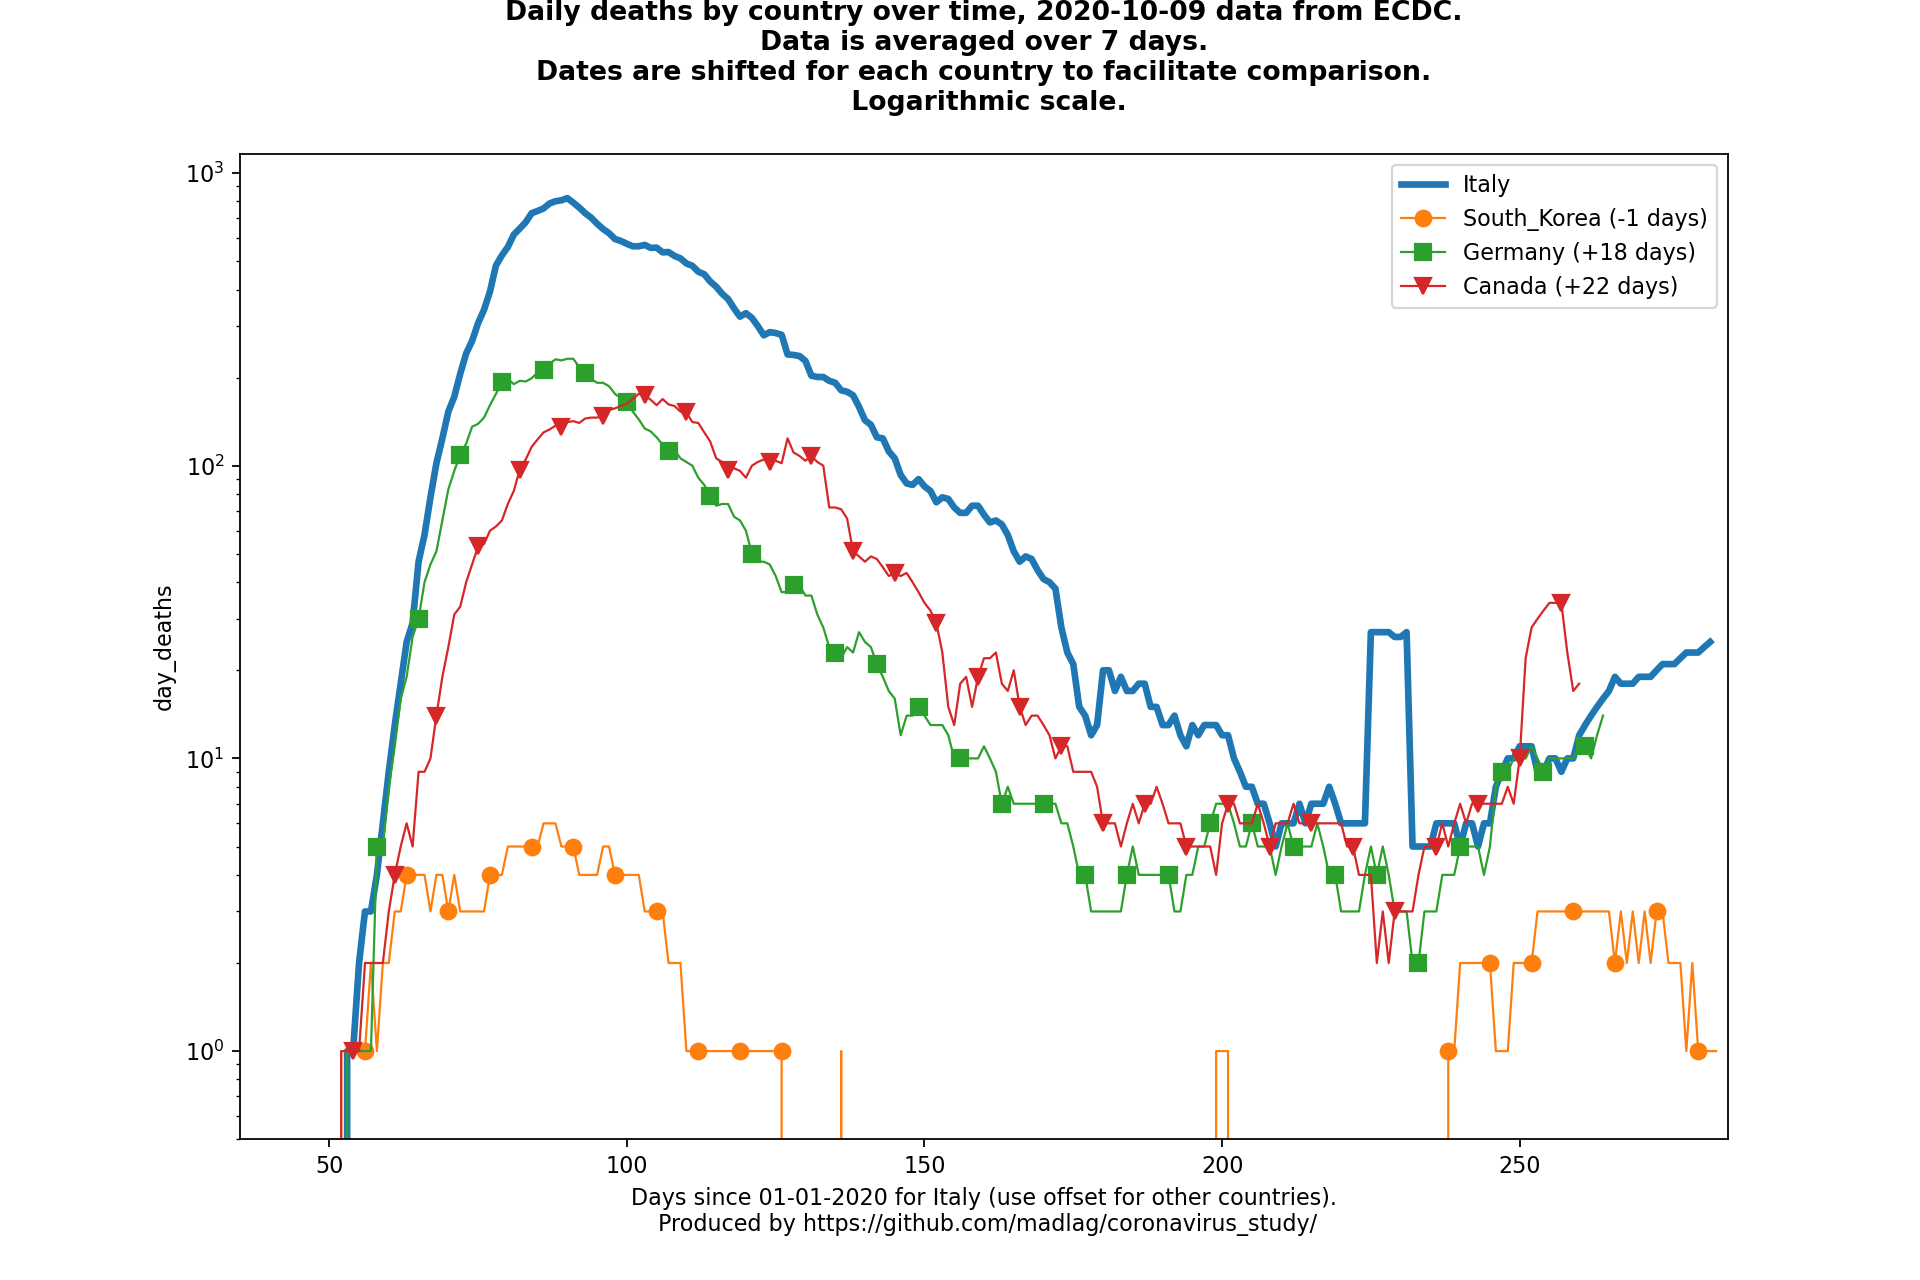 Daily deaths by country over time, 2020-10-09 data from ECDC.
Data is averaged over 7 days.
Dates are shifted for each country to facilitate comparison.
Logarithmic scale.
10³
10²
10¹
10⁰
day_deaths
Italy
South_Korea (-1 days)
Germany (+18 days)
Canada (+22 days)
50
100
150
200
250
Days since 01-01-2020 for Italy (use offset for other countries).
Produced by https://github.com/madlag/coronavirus_study/